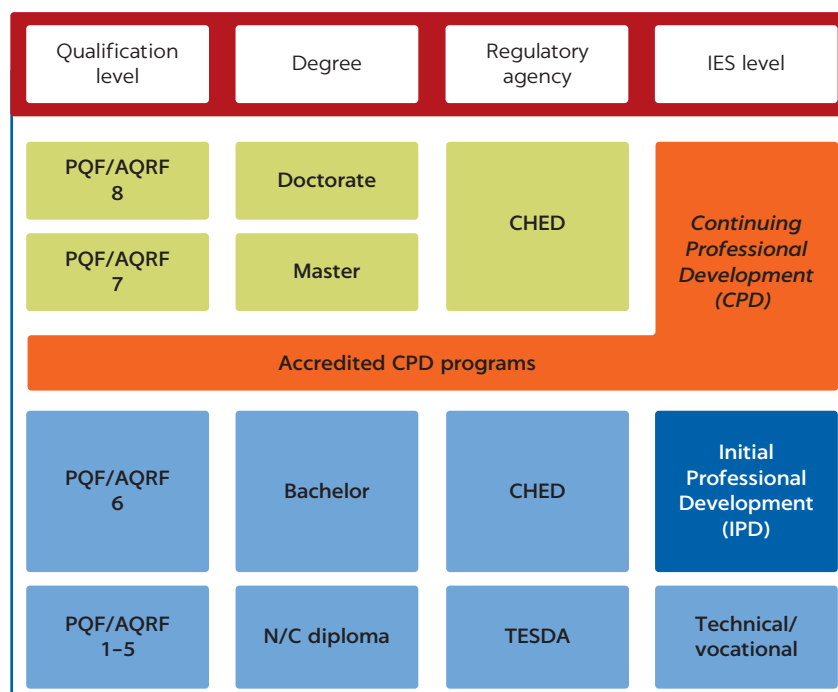 Qualification
level
Degree
Regulatory
agency
IES level
PQF/AQRF
8
Doctorate
CHED
Continuing
Professional
Development
(CPD)
PQF/AQRF
7
Master
Accredited CPD programs
PQF/AQRF
6
Bachelor
CHED
Initial
Professional
Development
(IPD)
PQF/AQRF
1–5
N/C diploma
TESDA
Technical/
vocational